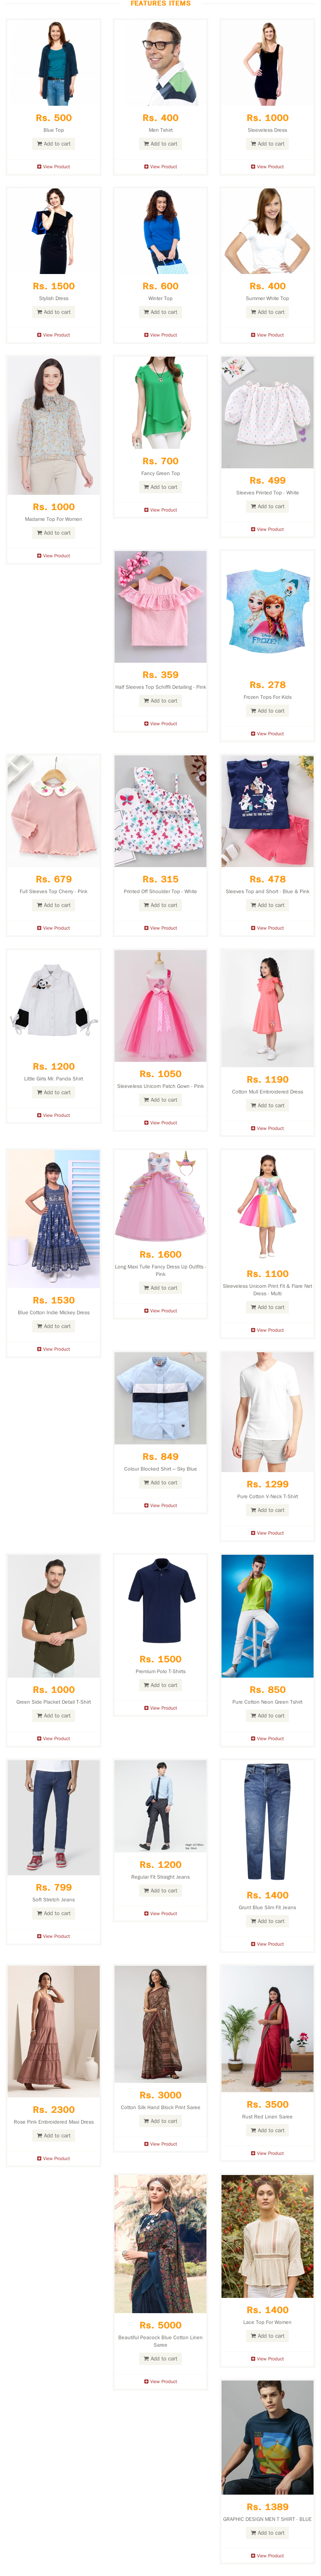 FEATURES ITEMS
Rs. 500
Blue Top
Add to cart
View Product
Rs. 400
Men Tshirt
Add to cart
View Product
Rs. 1000
Sleeveless Dress
Add to cart
View Product
Rs. 1500
Stylish Dress
Add to cart
View Product
Rs. 600
Winter Top
Add to cart
View Product
Rs. 400
Summer White Top
Add to cart
View Product
Rs. 1000
Madame Top For Women
Add to cart
View Product
Rs. 700
Fancy Green Top
Add to cart
View Product
Rs. 499
Sleeves Printed Top - White
Add to cart
View Product
Rs. 359
Half Sleeves Top Schiffli Detailing - Pink
Add to cart
View Product
FROZEN
Rs. 278
Frozen Tops For Kids
Add to cart
View Product
Rs. 679
Full Sleeves Top Cherry - Pink
Add to cart
View Product
Rs. 315
Printed Off Shoulder Top - White
Add to cart
View Product
Rs. 478
Sleeves Top and Short - Blue & Pink
Add to cart
View Product
Rs. 1200
Little Girls Mr. Panda Shirt
Add to cart
View Product
Rs. 1050
Sleeveless Unicorn Patch Gown - Pink
Add to cart
View Product
Rs. 1190
Cotton Mull Embroidered Dress
Add to cart
View Product
Rs. 1530
Blue Cotton Indie Mickey Dress
Add to cart
View Product
Rs. 1600
Long Maxi Tulle Fancy Dress Up Outfits -
Pink
Add to cart
View Product
Rs. 1100
Sleeveless Unicorn Print Fit & Flare Net
Dress - Multi
Add to cart
View Product
Rs. 849
Colour Blocked Shirt – Sky Blue
Add to cart
View Product
Rs. 1299
Pure Cotton V-Neck T-Shirt
Add to cart
View Product
Rs. 1000
Green Side Placket Detail T-Shirt
Add to cart
View Product
Rs. 1500
Premium Polo T-Shirts
Add to cart
View Product
Rs. 850
Pure Cotton Neon Green Tshirt
Add to cart
View Product
Rs. 799
Soft Stretch Jeans
Add to cart
View Product
Rs. 1200
Regular Fit Straight Jeans
Add to cart
View Product
Rs. 1400
Grunt Blue Slim Fit Jeans
Add to cart
View Product
Rs. 2300
Rose Pink Embroidered Maxi Dress
Add to cart
View Product
Rs. 3000
Cotton Silk Hand Block Print Saree
Add to cart
View Product
Rs. 3500
Rust Red Linen Saree
Add to cart
View Product
Rs. 5000
Beautiful Peacock Blue Cotton Linen
Saree
Add to cart
View Product
Rs. 1400
Lace Top For Women
Add to cart
View Product
Rs. 1389
GRAPHIC DESIGN MEN T SHIRT - BLUE
Add to cart
View Product